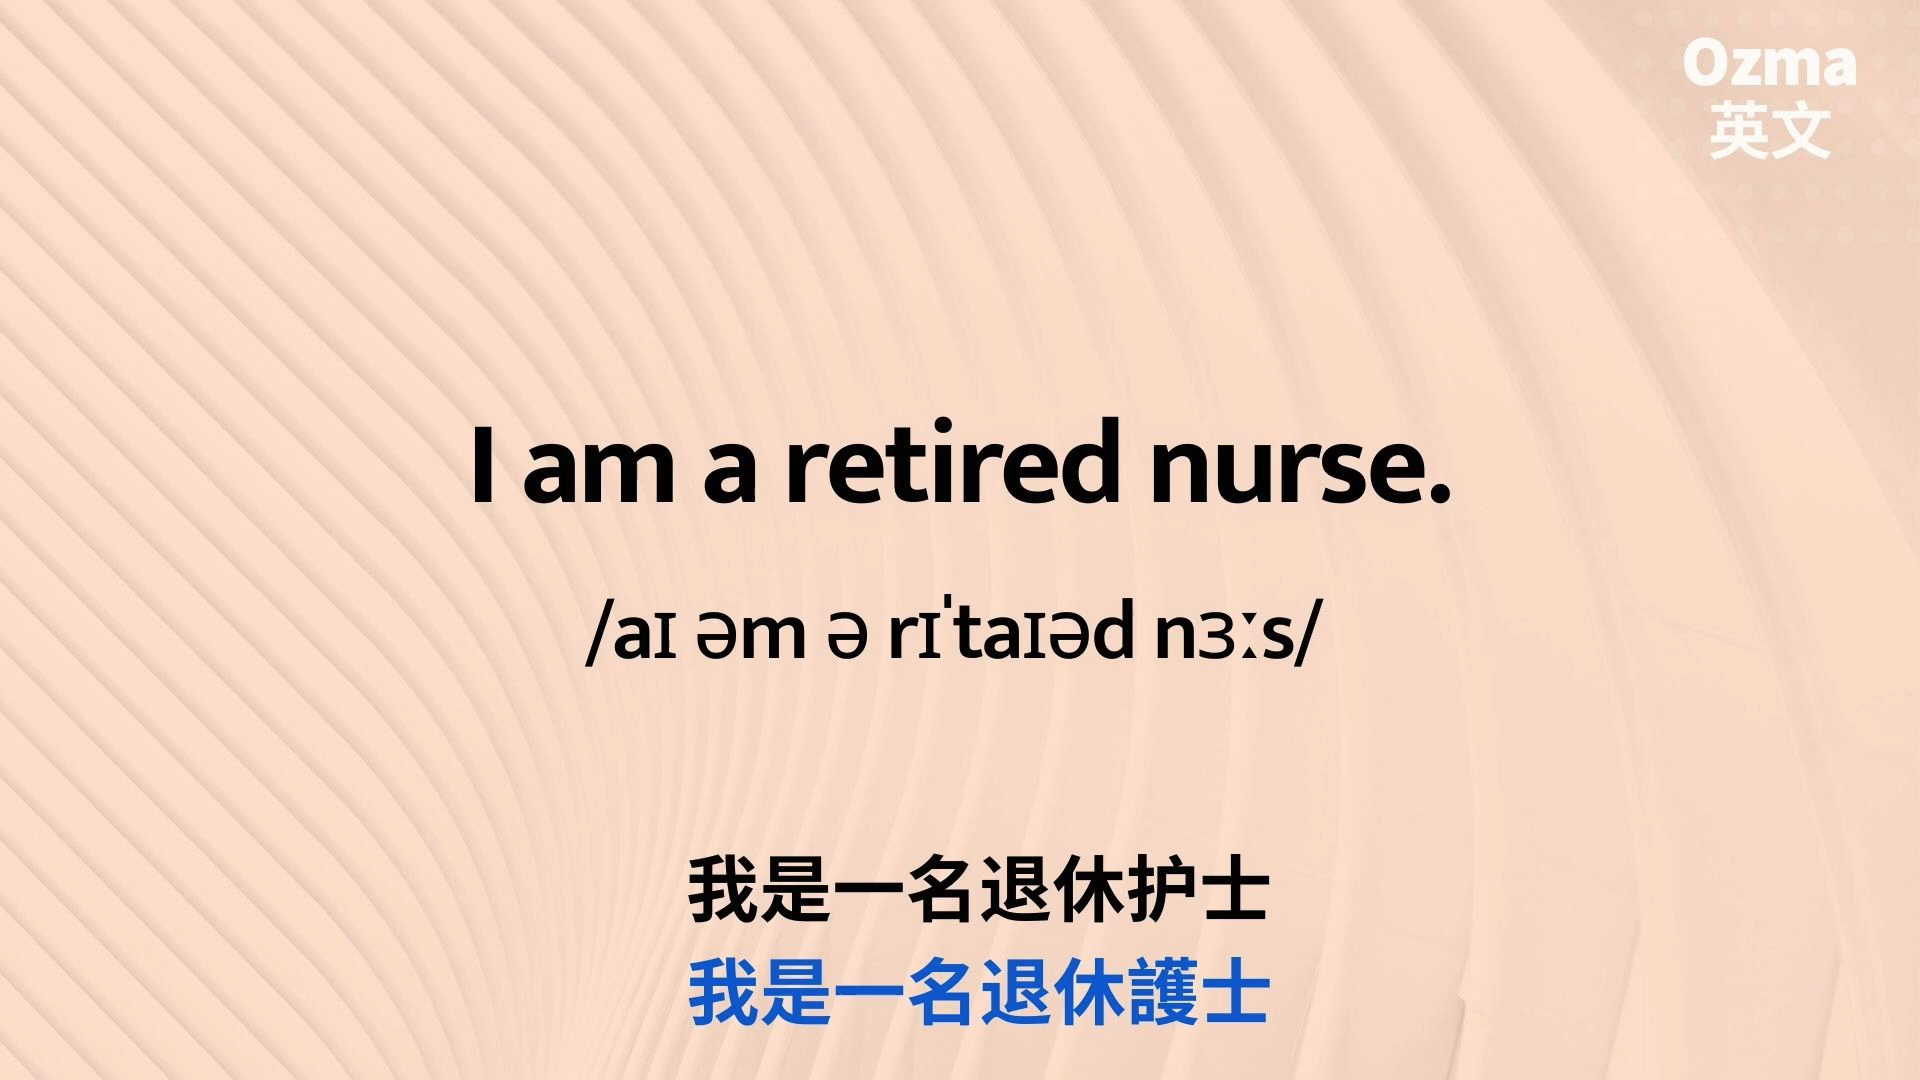 Ozma
英文
I am a retired nurse.
/aɪ əm ə rɪˈtaɪəd nɜːs/
我是一名退休护士
我是一名退休護士